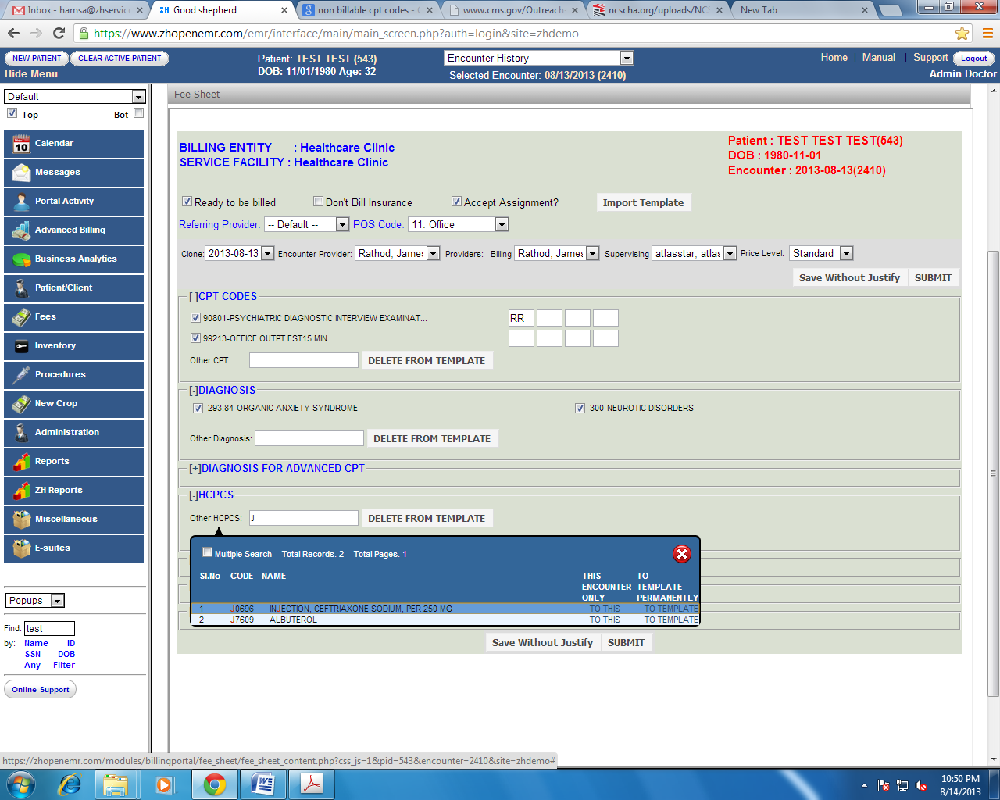 Inbox - hamsa@zhservice
Good shepherd
non billable cpt codes -
www.cms.gov/Outreach
ncscha.org/uploads/NCS
New Tab
https://www.zhopenemr.com/emr/interface/main/main_screen.php?auth=login&site=zhdemo
NEW PATIENT CLEAR ACTIVE PATIENT
Hide Menu
Patient: TEST TEST (543)
DOB: 11/01/1980 Age: 32
Encounter History
Selected Encounter: 08/13/2013 (2410)
Home | Manual | Support Logout
Admin Doctor
Default
Top Bot
Calendar
Messages
Portal Activity
Advanced Billing
Business Analytics
Patient/Client
Fees
Inventory
Procedures
New Crop
Administration
Reports
ZH Reports
Miscellaneous
E-suites
Popups
Find: test
by: Name ID
SSN DOB
Any Filter
Online Support
Fee Sheet
BILLING ENTITY : Healthcare Clinic
SERVICE FACILITY : Healthcare Clinic
Patient : TEST TEST TEST(543)
DOB : 1980-11-01
Encounter : 2013-08-13(2410)
Ready to be billed Don't Bill Insurance Accept Assignment? Import Template
Referring Provider: -- Default -- POS Code: 11: Office
Clone: 2013-08-13 Encounter Provider: Rathod, James Providers: Billing Rathod, James Supervising atlasstar, atlas Price Level: Standard
Save Without Justify SUBMIT
[-]CPT CODES
90801-PSYCHIATRIC DIAGNOSTIC INTERVIEW EXAMINAT... RR
99213-OFFICE OUTPT EST15 MIN
Other CPT: DELETE FROM TEMPLATE
[-]DIAGNOSIS
293.84-ORGANIC ANXIETY SYNDROME 300-NEUROTIC DISORDERS
Other Diagnosis: DELETE FROM TEMPLATE
[+]DIAGNOSIS FOR ADVANCED CPT
[-]HCPCS
Other HCPCS: J DELETE FROM TEMPLATE
Multiple Search Total Records. 2 Total Pages. 1
Sl.No CODE NAME THIS ENCOUNTER ONLY TO TEMPLATE PERMANENTLY
1 J0696 INJECTION, CEFTRIAXONE SODIUM, PER 250 MG TO THIS TO TEMPLATE
2 J7609 ALBUTEROL TO THIS TO TEMPLATE
Save Without Justify SUBMIT
https://zhopenemr.com/modules/billingportal/fee_sheet/fee_sheet_content.php?css_js=1&pid=543&encounter=2410&site=zhdemo#
10:50 PM
8/14/2013